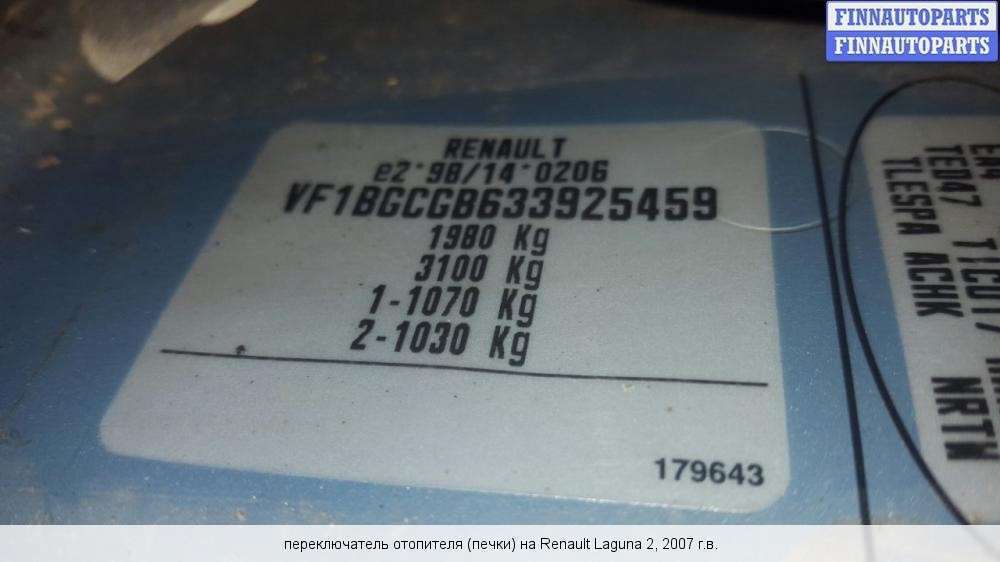 FINNAUTOPARTS
FINNAUTOPARTS
RENAULT
e2*98/14*0206
VF1BGCGB633925459
1980 Kg
3100 Kg
1-1070 Kg
2-1030 Kg
179643
TED47
TLESPA ACHK
NRTW
переключатель отопителя (печки) на Renault Laguna 2, 2007 г.в.